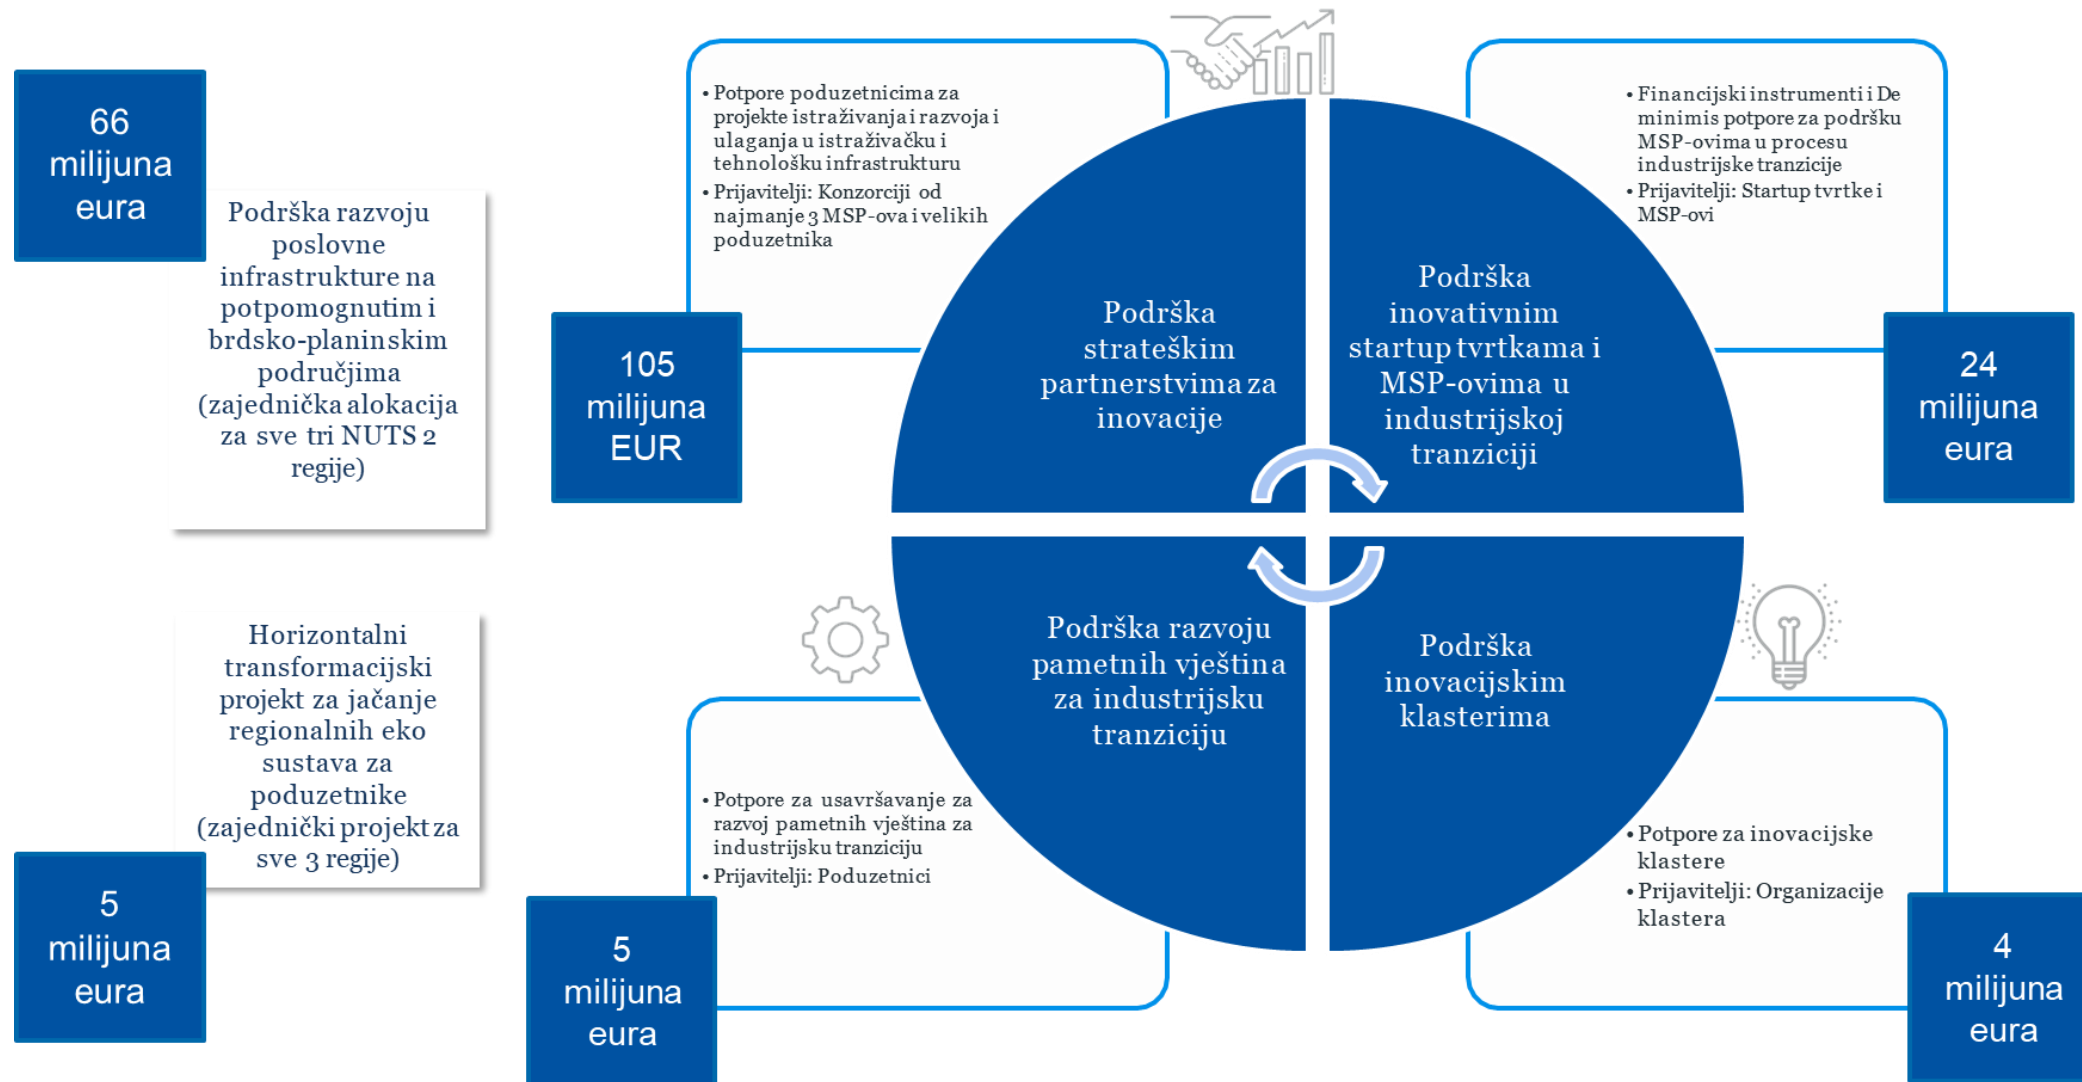 66
milijuna
eura
Podrška razvoju
poslovne
infrastrukture na
potpomognutim i
brdsko-planinskim
područjima
(zajednička alokacija
za sve tri NUTS 2
regije)
Horizontalni
transformacijski
projekt za jačanje
regionalnih eko
sustava za
poduzetnike
(zajednički projekt za
sve 3 regije)
5
milijuna
eura
• Potpore poduzetnicima za
projekte istraživanja i razvoja i
ulaganja u istraživačku i
tehnološku infrastrukturu
• Prijavitelji: Konzorciji od
najmanje 3 MSP-ova i velikih
poduzetnika
105
milijuna
EUR
Podrška
strateškim
partnerstvima za
inovacije
Podrška
inovativnim
startup tvrtkama i
MSP-ovima u
industrijskoj
tranziciji
• Financijski instrumenti i De
minimis potpore za podršku
MSP-ovima u procesu
industrijske tranzicije
• Prijavitelji: Startup tvrtke i
MSP-ovi
24
milijuna
eura
Podrška razvoju
pametnih vještina
za industrijsku
tranziciju
• Potpore za usavršavanje za
razvoj pametnih vještina za
industrijsku tranziciju
• Prijavitelji: Poduzetnici
5
milijuna
eura
Podrška
inovacijskim
klasterima
• Potpore za inovacijske
klastere
• Prijavitelji: Organizacije
klastera
4
milijuna
eura